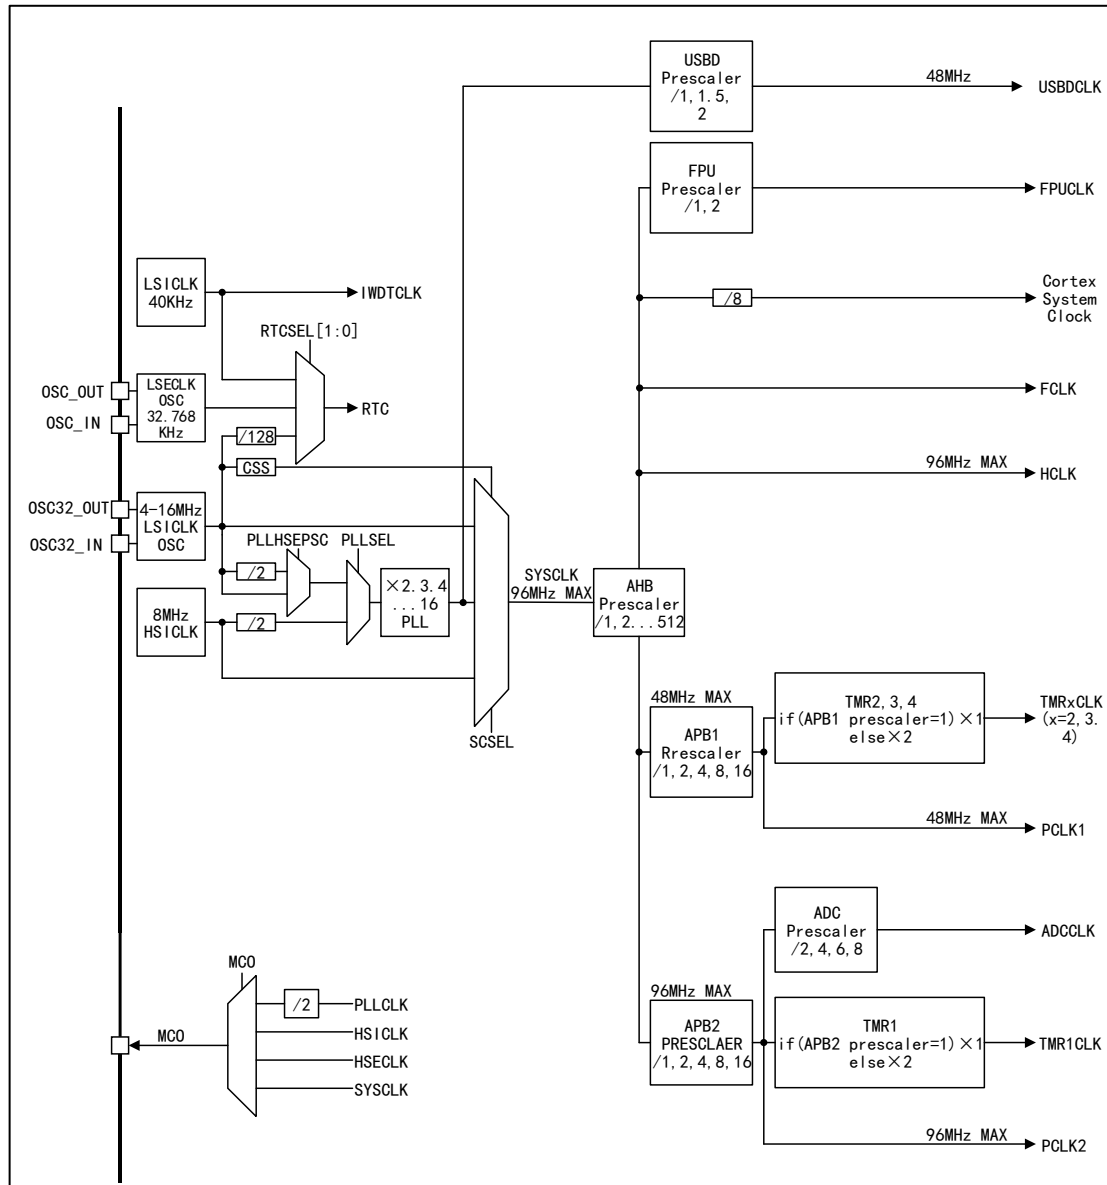 USBD
Prescaler
/1, 1.5,
2
48MHz
USBDCLK
FPU
Prescaler
/1, 2
FPUCLK
LSICLK
40KHz
IWDTCLK
/8
Cortex
System
Clock
RTCSEL[1:0]
OSC_OUT
OSC_IN
LSECLK
OSC
32.768
KHz
RTC
FCLK
/128
CSS
96MHz MAX
HCLK
OSC32_OUT
OSC32_IN
4-16MHz
LSICLK
OSC
PLLHSEPSC
PLLSEL
/2
×2.3.4
...16
PLL
SYSCLK
96MHz MAX
AHB
Prescaler
/1, 2...512
8MHz
HSICLK
/2
SCSEL
48MHz MAX
APB1
Rrescaler
/1, 2, 4, 8, 16
TMR2, 3, 4
if(APB1 prescaler=1)×1
else×2
TMRxCLK
(x=2, 3.
4)
48MHz MAX
PCLK1
ADC
Prescaler
/2, 4, 6, 8
ADCCLK
MCO
/2
PLLCLK
HSICLK
HSECLK
SYSCLK
MCO
96MHz MAX
APB2
PRESCLAER
/1, 2, 4, 8, 16
TMR1
if(APB2 prescaler=1)×1
else×2
TMR1CLK
96MHz MAX
PCLK2